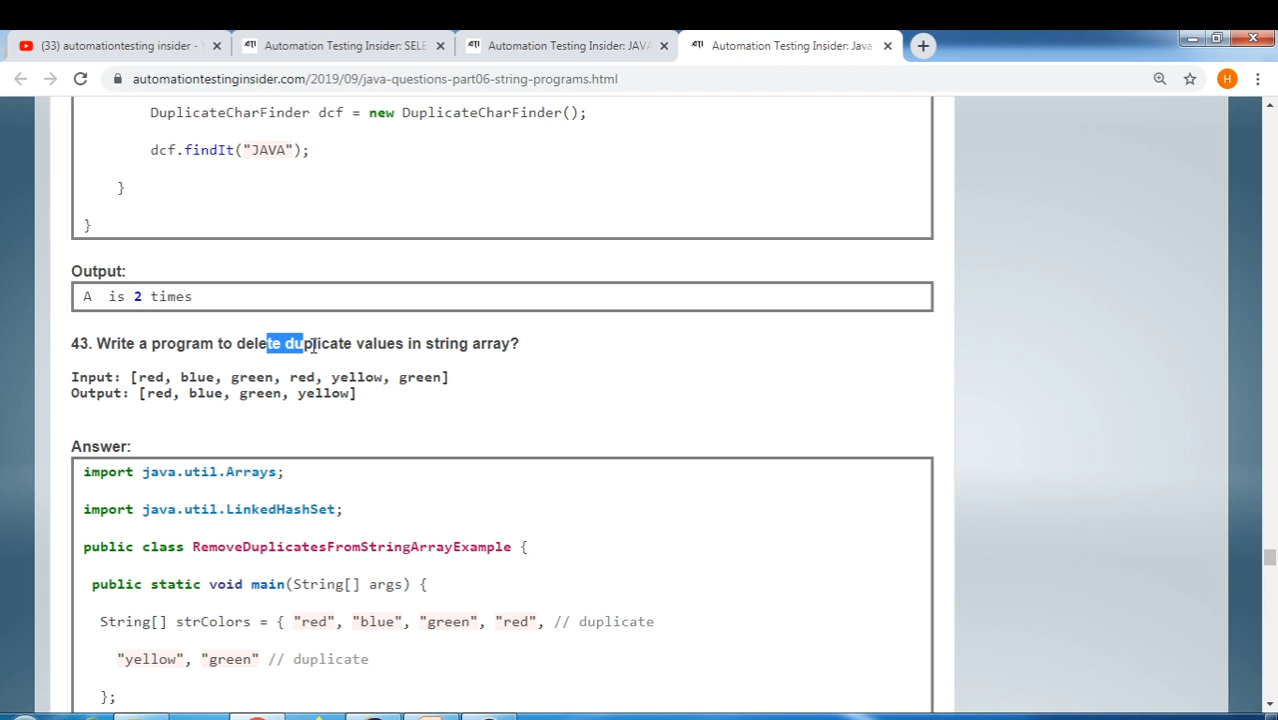 (33) automationtesting insider - Y
Automation Testing Insider: SELE
Automation Testing Insider: JAVA
Automation Testing Insider: Java
automationtestinginsider.com/2019/09/java-questions-part06-string-programs.html
H
DuplicateCharFinder dcf = new DuplicateCharFinder();
dcf.findIt("JAVA");
}
}
Output:
A  is 2 times
43. Write a program to delete duplicate values in string array?
Input: [red, blue, green, red, yellow, green]
Output: [red, blue, green, yellow]
Answer:
import java.util.Arrays;
import java.util.LinkedHashSet;
public class RemoveDuplicatesFromStringArrayExample {
public static void main(String[] args) {
String[] strColors = { "red", "blue", "green", "red", // duplicate
"yellow", "green" // duplicate
};